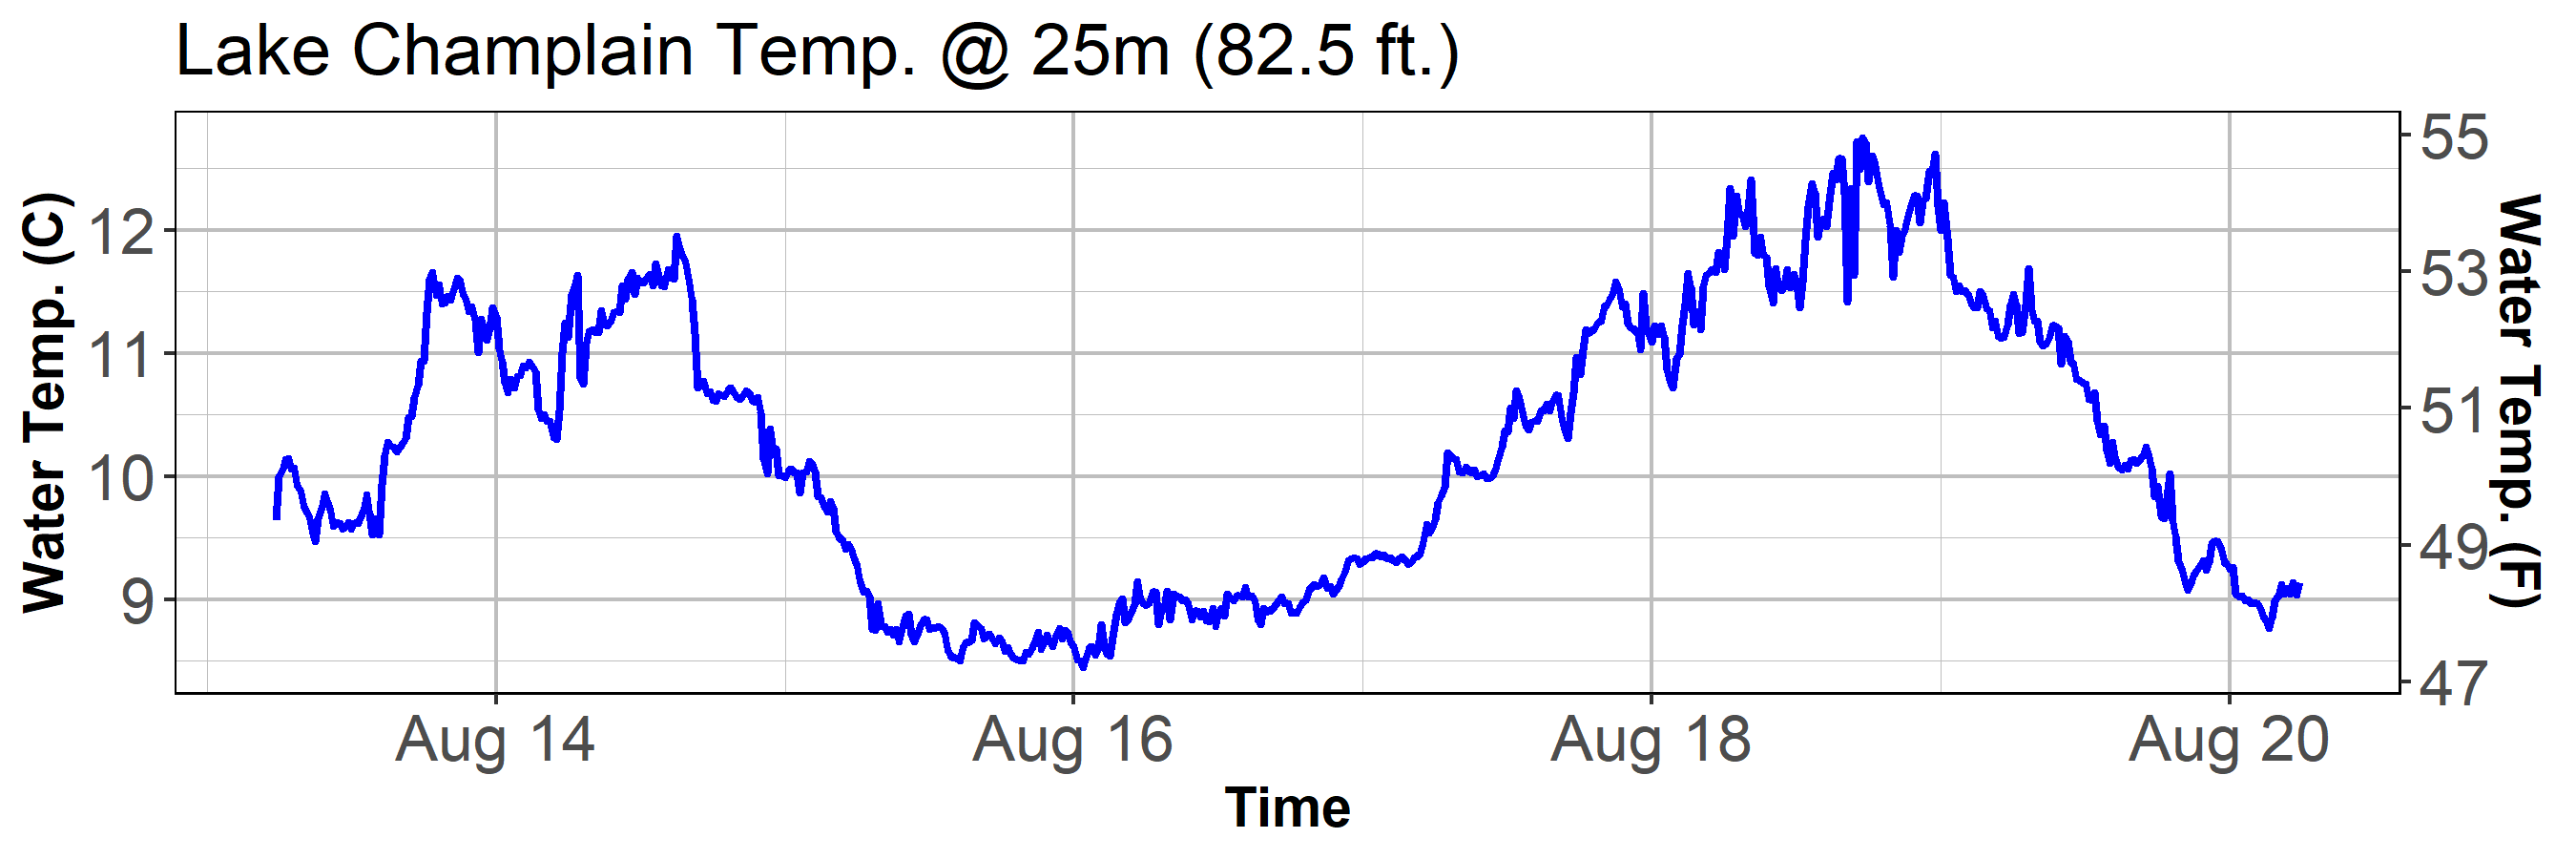 Lake Champlain Temp. @ 25m (82.5 ft.)
Water Temp. (C)
12
11
10
9
55
53
51
49
47
Water Temp. (F)
Aug 14 Aug 16 Aug 18 Aug 20
Time